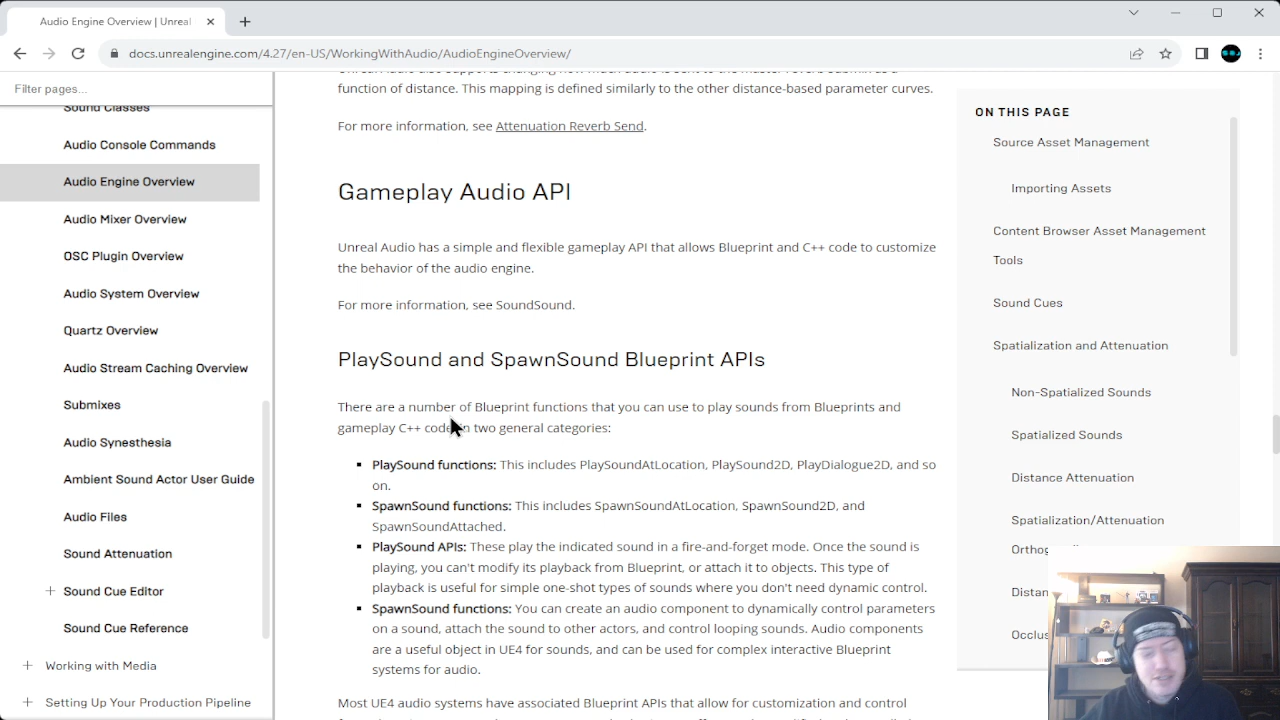 Audio Engine Overview | Unreal
docs.unrealengine.com/4.27/en-US/WorkingWithAudio/AudioEngineOverview/
Filter pages...
Sound Classes
Audio Console Commands
Audio Engine Overview
Audio Mixer Overview
OSC Plugin Overview
Audio System Overview
Quartz Overview
Audio Stream Caching Overview
Submixes
Audio Synesthesia
Ambient Sound Actor User Guide
Audio Files
Sound Attenuation
Sound Cue Editor
Sound Cue Reference
Working with Media
Setting Up Your Production Pipeline
function of distance. This mapping is defined similarly to the other distance-based parameter curves.
For more information, see Attenuation Reverb Send.
Gameplay Audio API
Unreal Audio has a simple and flexible gameplay API that allows Blueprint and C++ code to customize
the behavior of the audio engine.
For more information, see SoundSound.
PlaySound and SpawnSound Blueprint APIs
There are a number of Blueprint functions that you can use to play sounds from Blueprints and
gameplay C++ code in two general categories:
PlaySound functions: This includes PlaySoundAtLocation, PlaySound2D, PlayDialogue2D, and so
on.
SpawnSound functions: This includes SpawnSoundAtLocation, SpawnSound2D, and
SpawnSoundAttached.
PlaySound APIs: These play the indicated sound in a fire-and-forget mode. Once the sound is
playing, you can't modify its playback from Blueprint, or attach it to objects. This type of
playback is useful for simple one-shot types of sounds where you don't need dynamic control.
SpawnSound functions: You can create an audio component to dynamically control parameters
on a sound, attach the sound to other actors, and control looping sounds. Audio components
are a useful object in UE4 for sounds, and can be used for complex interactive Blueprint
systems for audio.
Most UE4 audio systems have associated Blueprint APIs that allow for customization and control
ON THIS PAGE
Source Asset Management
Importing Assets
Content Browser Asset Management
Tools
Sound Cues
Spatialization and Attenuation
Non-Spatialized Sounds
Spatialized Sounds
Distance Attenuation
Spatialization/Attenuation